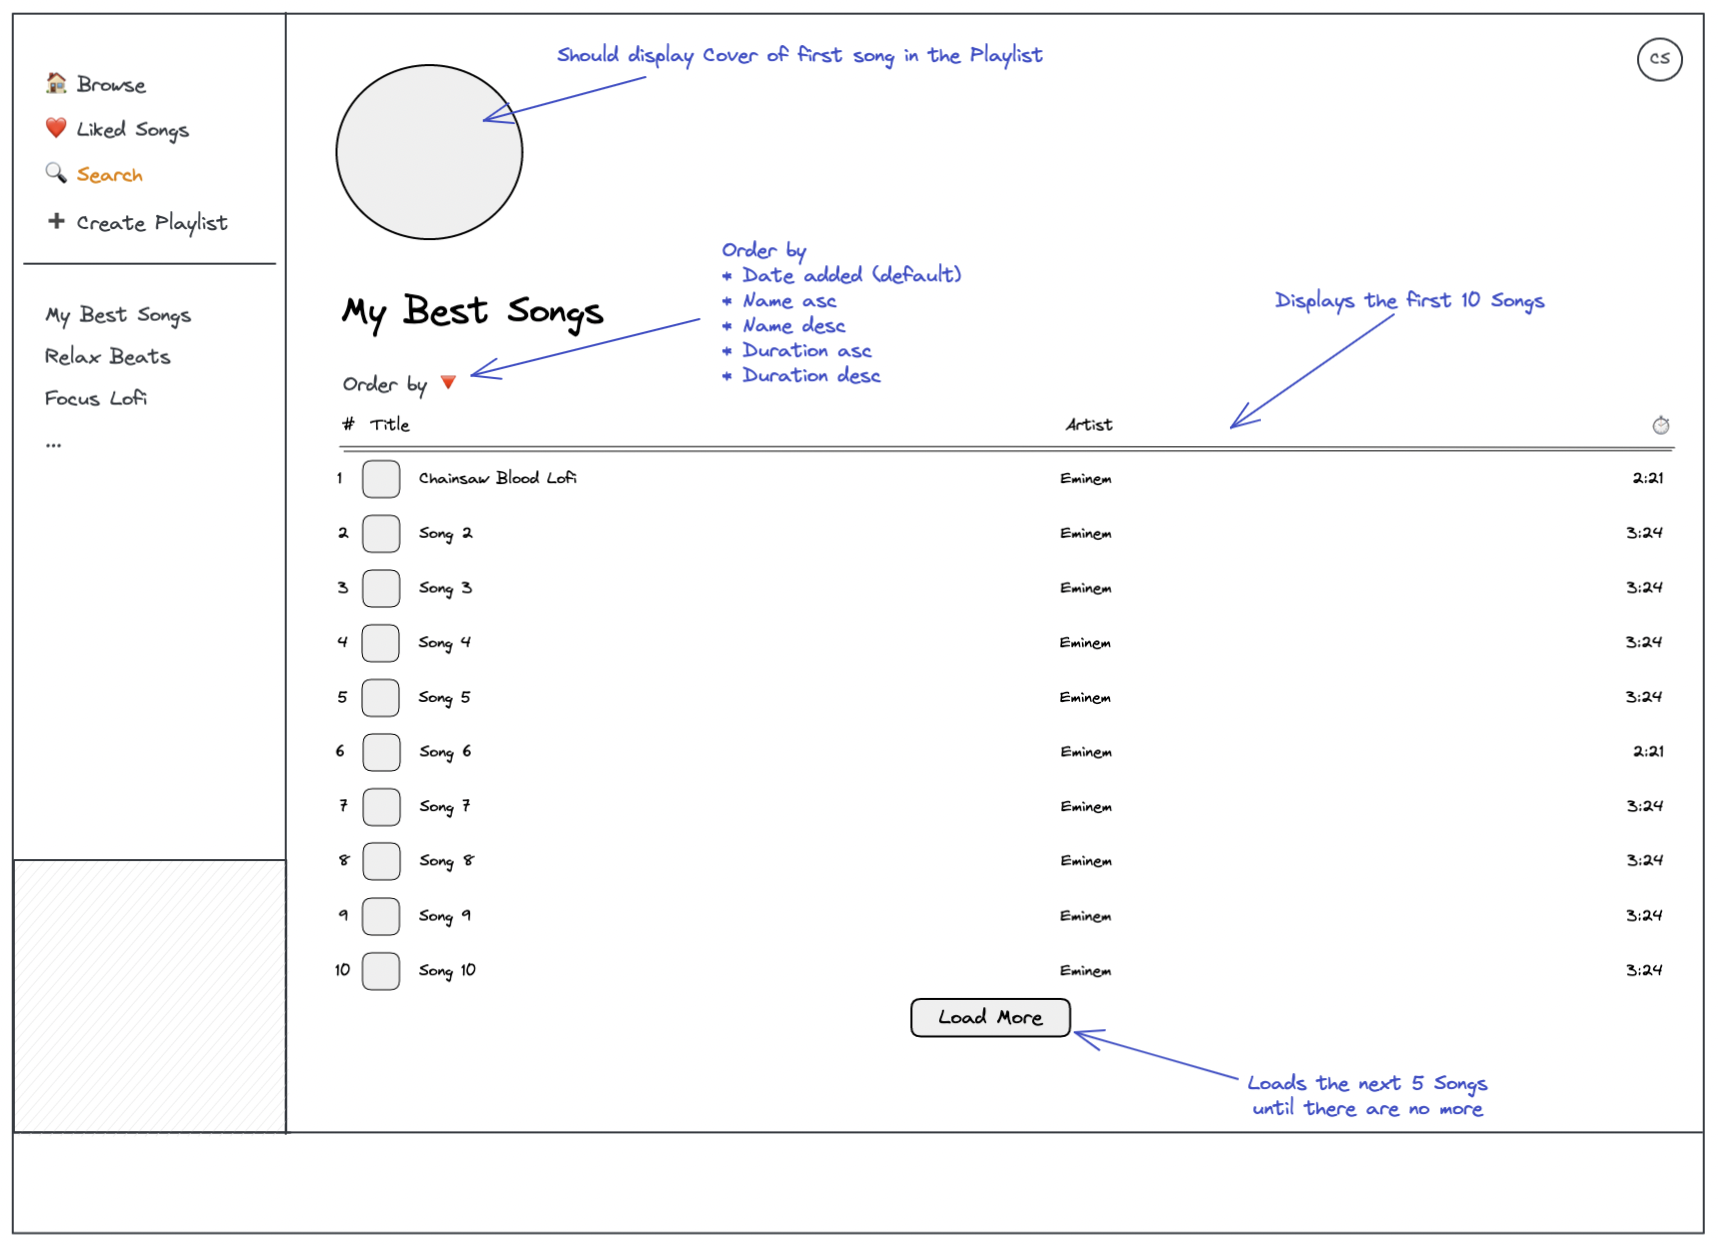 Should display Cover of first song in the Playlist
CS
Browse
Liked Songs
Search
+ Create Playlist
My Best Songs
Relax Beats
Focus Lofi
...
Order by
* Date added (default)
* Name asc
* Name desc
* Duration asc
* Duration desc
Displays the first 10 Songs
My Best Songs
Order by
# Title Artist
1 Chainsaw Blood Lofi Eminem 2:21
2 Song 2 Eminem 3:24
3 Song 3 Eminem 3:24
4 Song 4 Eminem 3:24
5 Song 5 Eminem 3:24
6 Song 6 Eminem 2:21
7 Song 7 Eminem 3:24
8 Song 8 Eminem 3:24
9 Song 9 Eminem 3:24
10 Song 10 Eminem 3:24
Load More
Loads the next 5 Songs
until there are no more